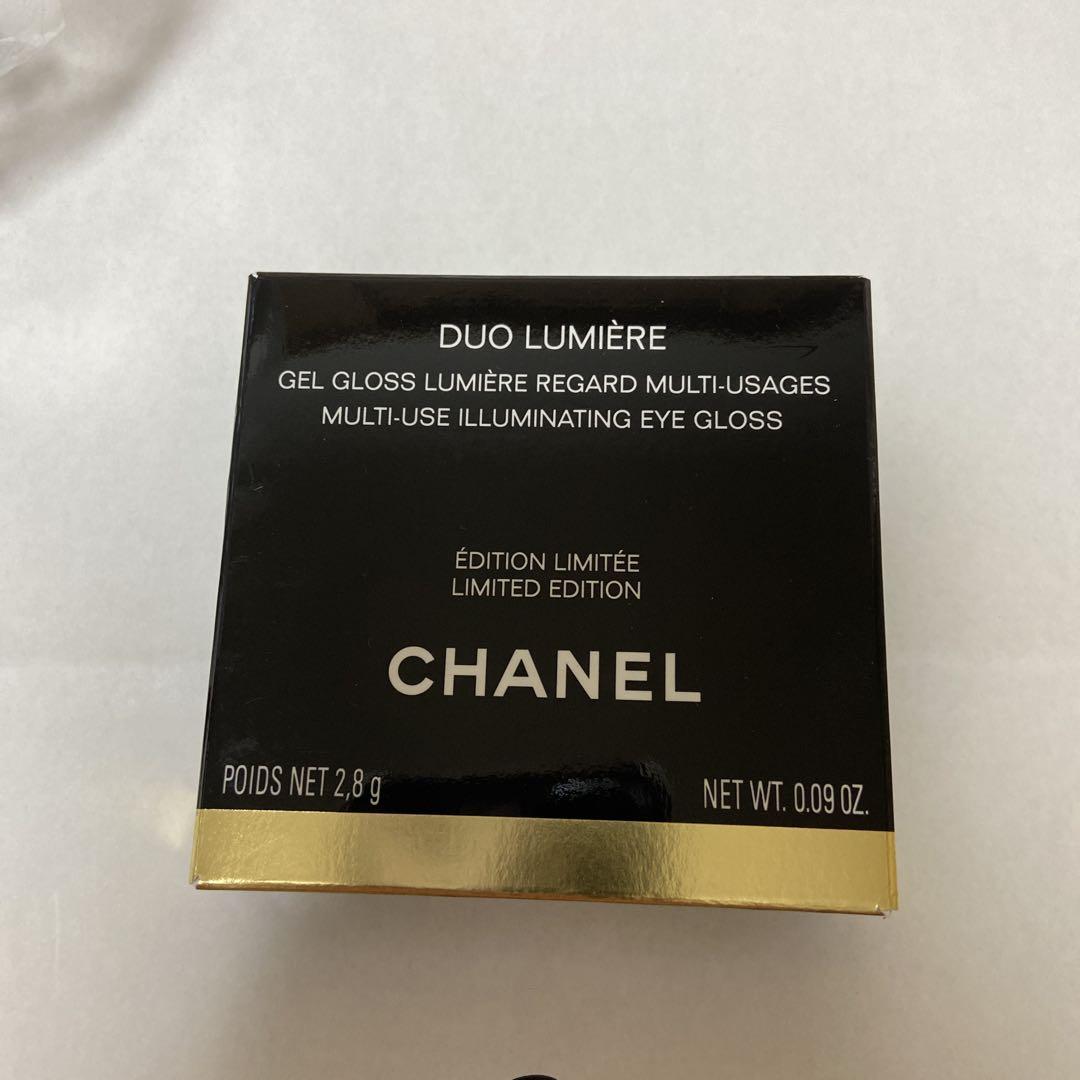 DUO LUMIÈRE
GEL GLOSS LUMIÈRE REGARD MULTI-USAGES
MULTI-USE ILLUMINATING EYE GLOSS
ÉDITION LIMITÉE
LIMITED EDITION
CHANEL
POIDS NET 2,8 g
NET WT. 0.09 OZ.